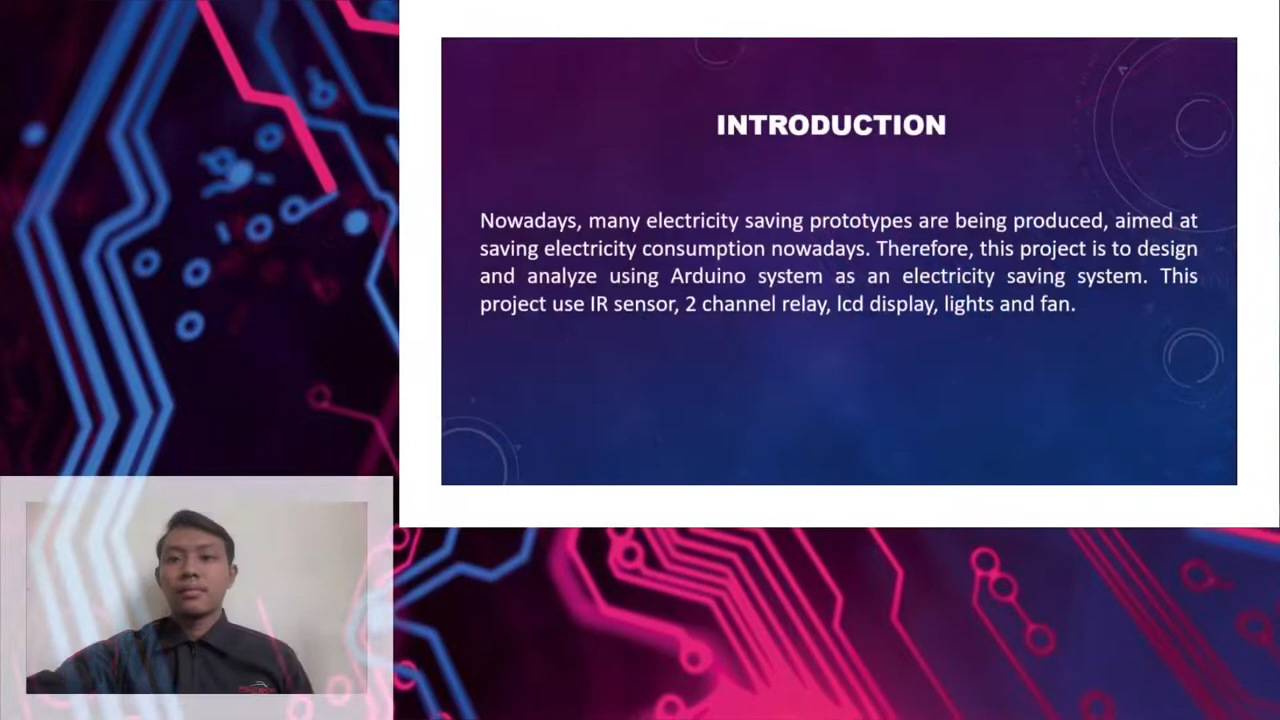 INTRODUCTION
Nowadays, many electricity saving prototypes are being produced, aimed at
saving electricity consumption nowadays. Therefore, this project is to design
and analyze using Arduino system as an electricity saving system. This
project use IR sensor, 2 channel relay, lcd display, lights and fan.